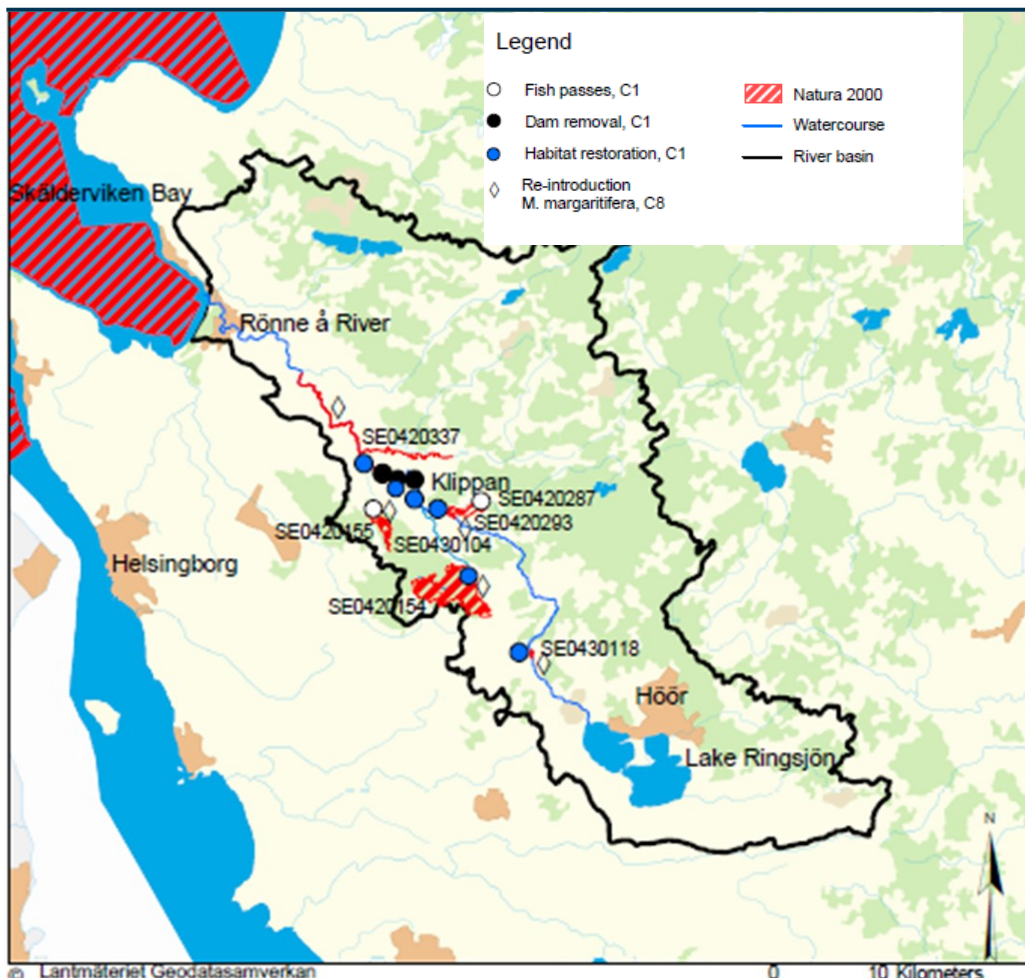 Legend
Fish passes, C1
Dam removal, C1
Habitat restoration, C1
Re-introduction
M. margaritifera, C8
Natura 2000
Watercourse
River basin
Skälderviken Bay
Rönne å River
SE0420337
Klippan
SE0420287
SE0420293
SE0420155
SE0430104
Helsingborg
SE0420154
SE0430118
Höör
Lake Ringsjön
N
© Lantmäteriet Geodatasamverkan
0 10 Kilometers